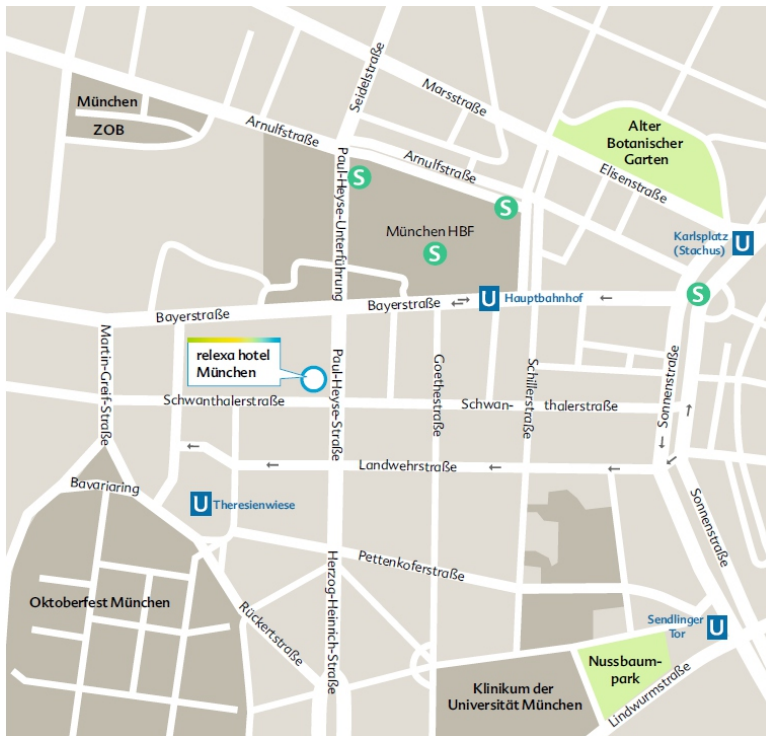 Seidelstraße
Marsstraße
München
ZOB
Arnulfstraße
Arnulfstraße
Alter
Botanischer
Garten
Elisenstraße
Paul-Heyse-Unterführung
S
S
München HBF
S
Karlsplatz
(Stachus)
U
Bayerstraße
Bayerstraße
U Hauptbahnhof
S
Martin-Greif-Straße
relexa hotel
München
Paul-Heyse-Straße
Goethestraße
Schillerstraße
Sonnenstraße
Schwanthalerstraße
Schwan- thalerstraße
Landwehrstraße
Bavariaring
U Theresienwiese
Sonnenstraße
Pettenkoferstraße
Herzog-Heinrich-Straße
Oktoberfest München
Rückertstraße
Sendlinger
Tor
U
Nussbaum-
park
Klinikum der
Universität München
Lindwurmstraße